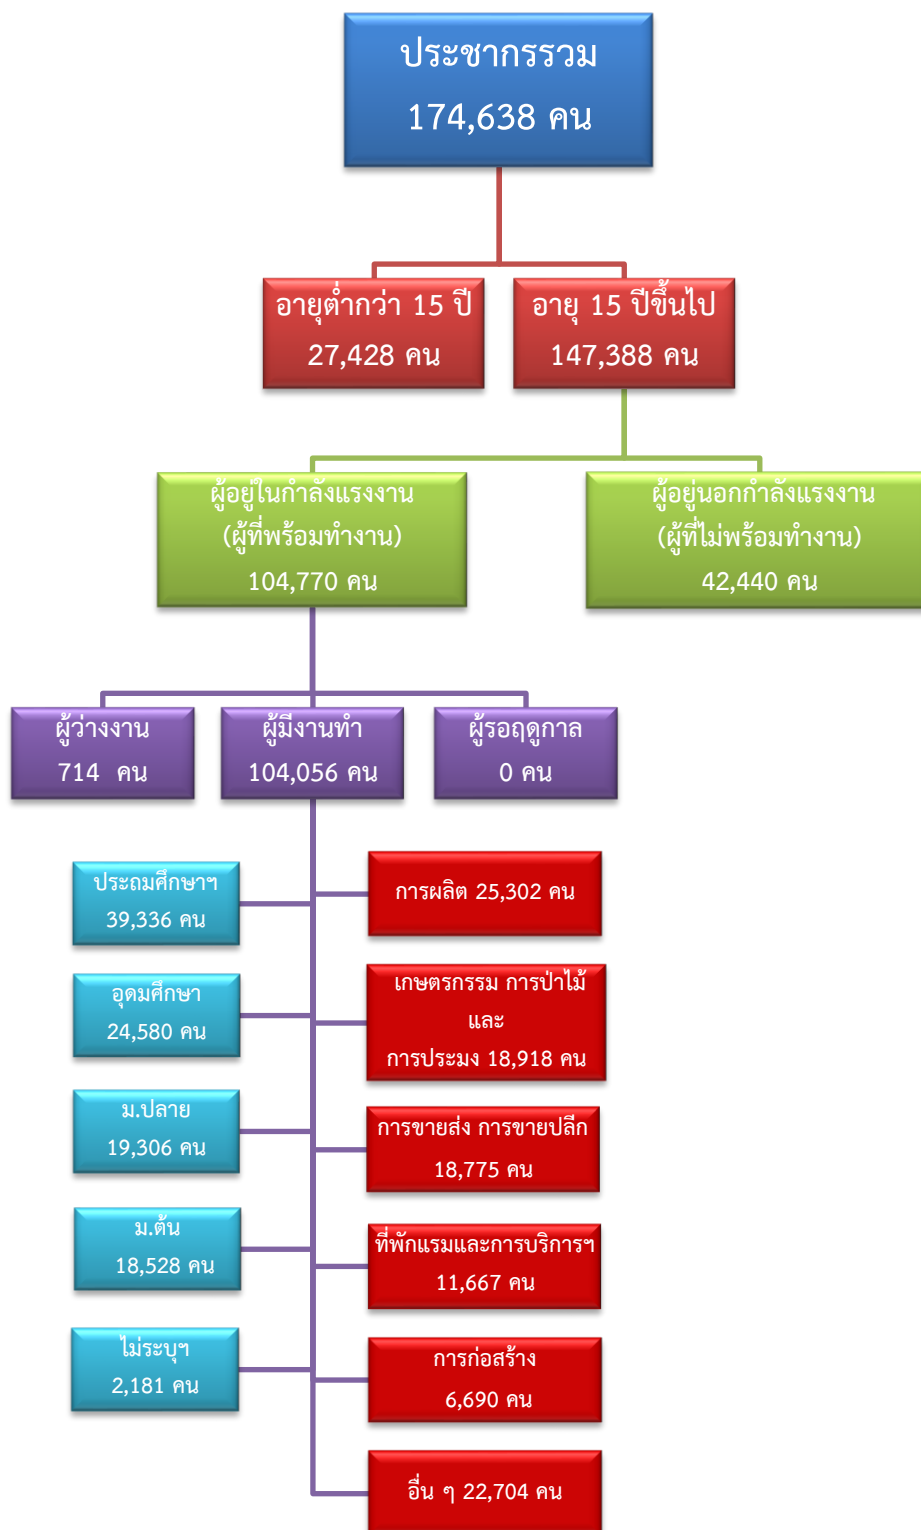 ประชากรรวม
174,638 คน
อายุต่ำกว่า 15 ปี
27,428 คน
อายุ 15 ปีขึ้นไป
147,388 คน
ผู้อยู่ในกำลังแรงงาน
(ผู้ที่พร้อมทำงาน)
104,770 คน
ผู้อยู่นอกกำลังแรงงาน
(ผู้ที่ไม่พร้อมทำงาน)
42,440 คน
ผู้ว่างงาน
714 คน
ผู้มีงานทำ
104,056 คน
ผู้รอฤดูกาล
0 คน
ประถมศึกษาฯ
39,336 คน
อุดมศึกษา
24,580 คน
ม.ปลาย
19,306 คน
ม.ต้น
18,528 คน
ไม่ระบุฯ
2,181 คน
การผลิต 25,302 คน
เกษตรกรรม การป่าไม้
และ
การประมง 18,918 คน
การขายส่ง การขายปลีก
18,775 คน
ที่พักแรมและการบริการฯ
11,667 คน
การก่อสร้าง
6,690 คน
อื่น ๆ 22,704 คน